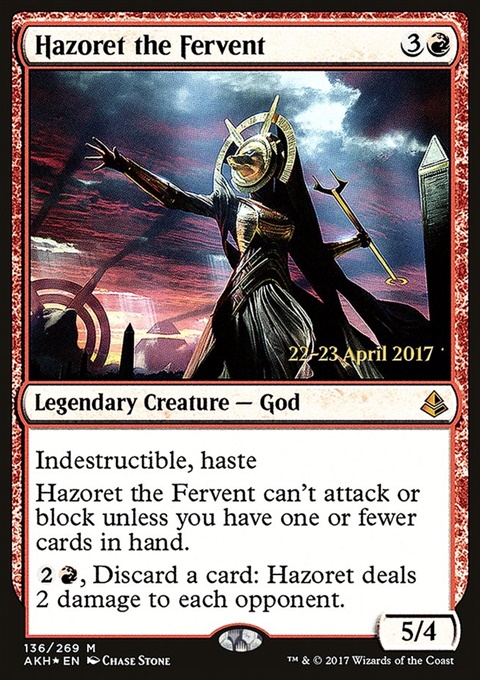 Hazoret the Fervent 3
22-23 April 2017
Legendary Creature — God
Indestructible, haste
Hazoret the Fervent can't attack or
block unless you have one or fewer
cards in hand.
2 , Discard a card: Hazoret deals
2 damage to each opponent.
5/4
136/269 M
AKH★EN Chase Stone
™ & © 2017 Wizards of the Coast